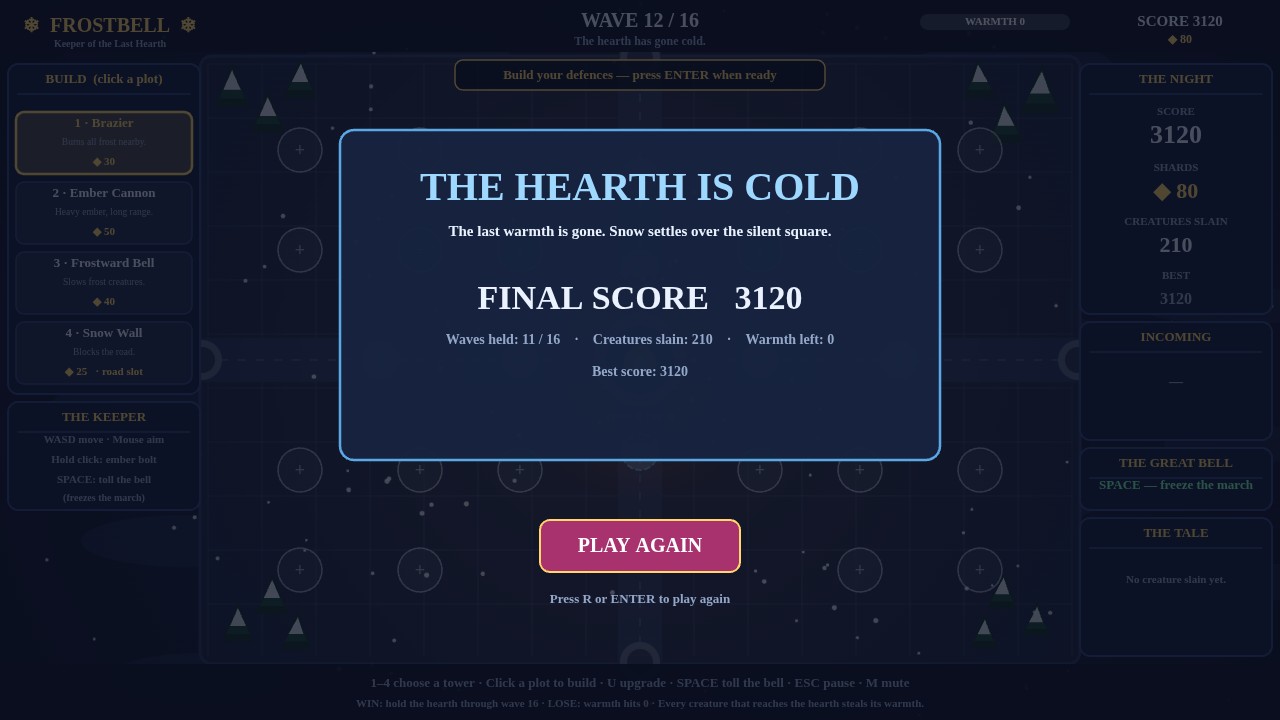 ❄ FROSTBELL ❄
Keeper of the Last Hearth
WAVE 12 / 16
The hearth has gone cold.
WARMTH 0
SCORE 3120
◆ 80
BUILD (click a plot)
1 · Brazier
Burns all frost nearby.
◆ 30
2 · Ember Cannon
Heavy ember, long range.
◆ 50
3 · Frostward Bell
Slows frost creatures.
◆ 40
4 · Snow Wall
Blocks the road.
◆ 25 · road slot
THE KEEPER
WASD move · Mouse aim
Hold click: ember bolt
SPACE: toll the bell
(freezes the march)
Build your defences — press ENTER when ready
THE HEARTH IS COLD
The last warmth is gone. Snow settles over the silent square.
FINAL SCORE 3120
Waves held: 11 / 16 · Creatures slain: 210 · Warmth left: 0
Best score: 3120
PLAY AGAIN
Press R or ENTER to play again
THE NIGHT
SCORE
3120
SHARDS
◆ 80
CREATURES SLAIN
210
BEST
3120
INCOMING
—
THE GREAT BELL
SPACE — freeze the march
THE TALE
No creature slain yet.
1–4 choose a tower · Click a plot to build · U upgrade · SPACE toll the bell · ESC pause · M mute
WIN: hold the hearth through wave 16 · LOSE: warmth hits 0 · Every creature that reaches the hearth steals its warmth.